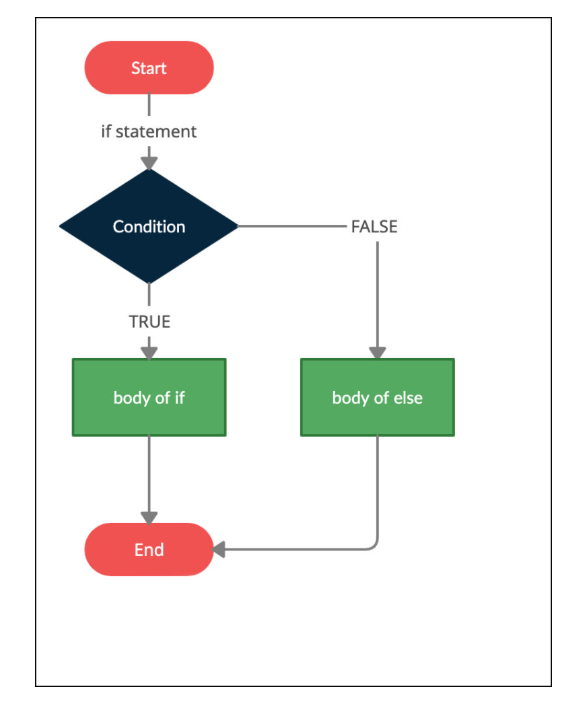 Start
if statement
Condition
FALSE
TRUE
body of if
body of else
End